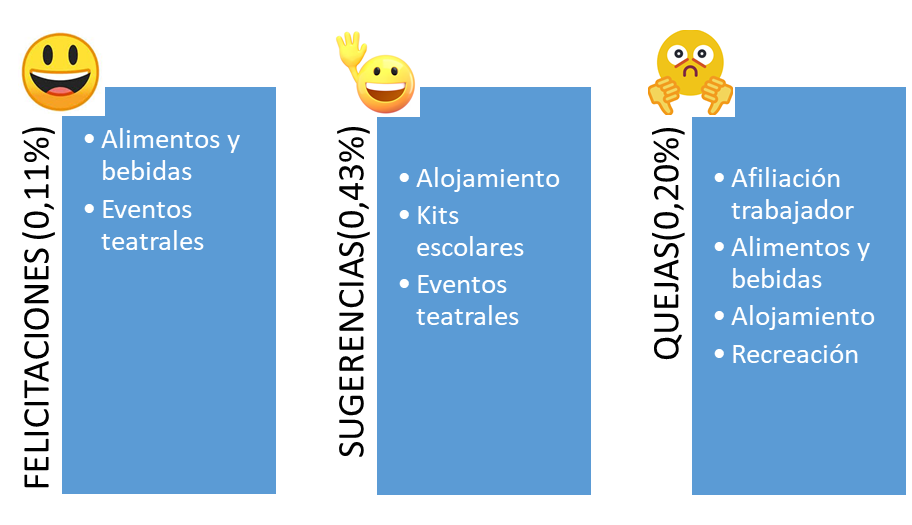 FELICITACIONES (0,11%)
• Alimentos y
bebidas
• Eventos
teatrales
SUGERENCIAS(0,43%)
• Alojamiento
• Kits
escolares
• Eventos
teatrales
QUEJAS(0,20%)
• Afiliación
trabajador
• Alimentos y
bebidas
• Alojamiento
• Recreación